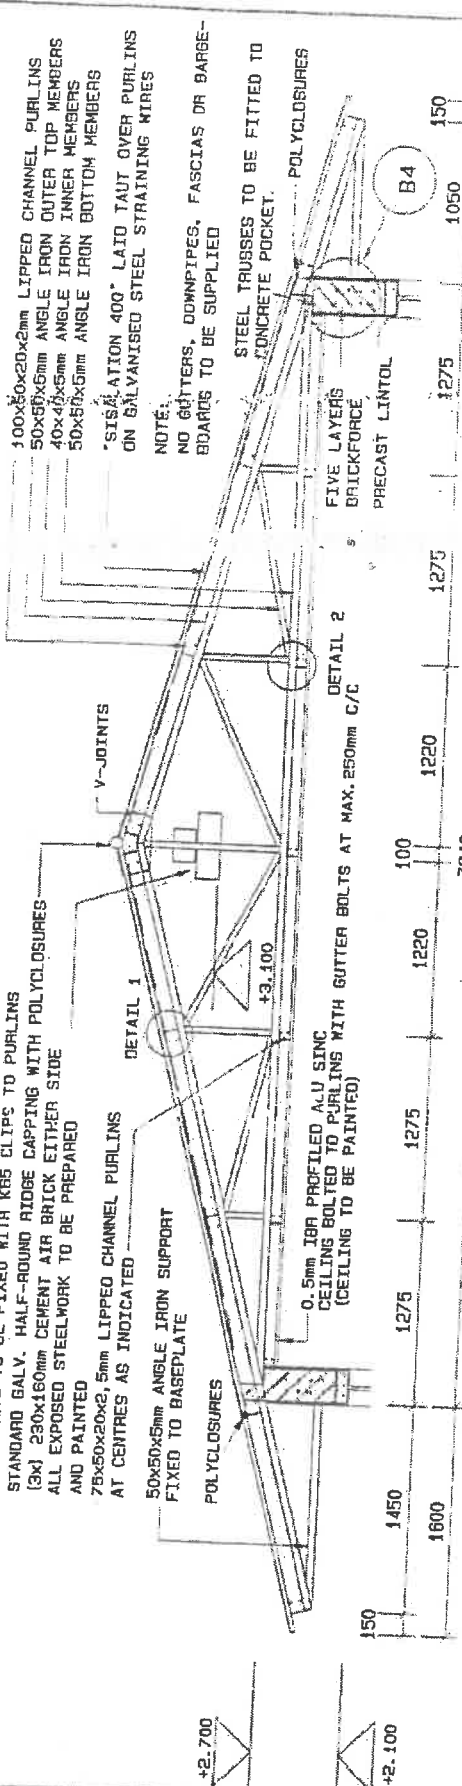 STANDARD GALV. HALF-ROUND RIDGE CAPPING WITH POLYCLOSURES
(3x) 230x160mm CEMENT AIR BRICK EITHER SIDE
ALL EXPOSED STEELWORK TO BE PREPARED
AND PAINTED
75x50x20x2,5mm LIPPED CHANNEL PURLINS
AT CENTRES AS INDICATED
50x50x5mm ANGLE IRON SUPPORT
FIXED TO BASEPLATE
POLYCLOSURES
DETAIL 1
V-JOINTS
100x50x20x2mm LIPPED CHANNEL PURLINS
50x50x5mm ANGLE IRON OUTER TOP MEMBERS
40x40x5mm ANGLE IRON INNER MEMBERS
50x50x5mm ANGLE IRON BOTTOM MEMBERS
"SISALATION 400" LAID TAUT OVER PURLINS
ON GALVANISED STEEL STRAINING WIRES
NOTE:
NO GUTTERS, DOWNPIPES, FASCIAS OR BARGE-
BOARDS TO BE SUPPLIED
STEEL TRUSSES TO BE FITTED TO
CONCRETE POCKET.
POLYCLOSURES
B4
FIVE LAYERS
BRICKFORCE
PRECAST LINTOL
DETAIL 2
+3.100
0.5mm IBR PROFILED ALU SINC
CEILING BOLTED TO PURLINS WITH GUTTER BOLTS AT MAX. 250mm C/C
(CEILING TO BE PAINTED)
+2.700
+2.100
150
1450
1275
1275
1220
100
1220
1275
1275
1050
150
1600